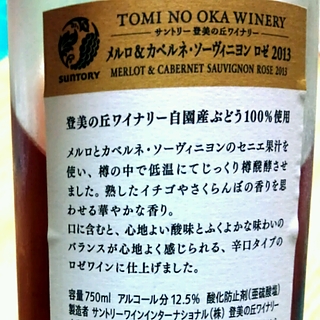 TOMI NO OKA WINERY
サントリー登美の丘ワイナリー
メルロ&カベルネ・ソーヴィニヨン ロゼ 2013
MERLOT & CABERNET SAUVIGNON ROSE 2013
SUNTORY
登美の丘ワイナリー自園産ぶどう100%使用
メルロとカベルネ・ソーヴィニヨンのセニエ果汁を
使い、樽の中で低温にてじっくり樽醗酵させ
ました。熟したイチゴやさくらんぼの香りを思
わせる華やかな香り。
口に含むと、心地よい酸味とふくよかな味わいの
バランスが心地よく感じられる、辛口タイプの
ロゼワインに仕上げました。
容量750ml アルコール分12.5% 酸化防止剤(亜硫酸塩)
製造者 サントリーワインインターナショナル(株) 登美の丘ワイナリー